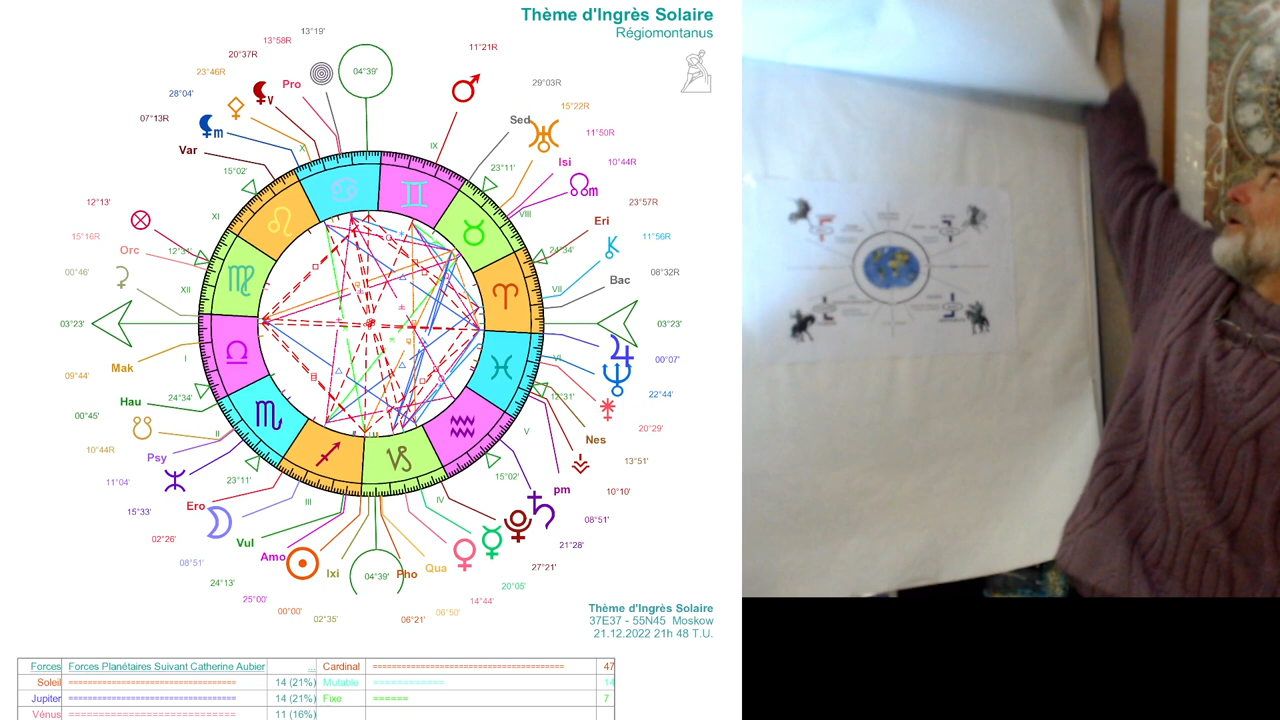 Thème d'Ingrès Solaire
Régiomontanus
13°19'
13°58R
20°37R
23°46R
28°04'
07°13R
Pro
04°39'
11°21R
29°03R
15°22R
Sed
11°50R
Isi
10°44R
Var
15°02'
X
IX
23°11'
VIII
23°57R
Eri
11°56R
24°34'
Bac
08°32R
VII
12°13'
15°16R
Orc
12°31'
XI
XII
00°46'
03°23'
03°23'
Mak
09°44'
I
VI
00°07'
22°44'
20°29'
Hau
00°45'
24°34'
12°31'
Nes
13°51'
10°44R
II
V
Psy
11°04'
23°11'
15°02'
pm
10°10'
15°33'
Ero
III
IV
08°51'
02°26'
21°28'
Vul
08°51'
Amo
27°21'
24°13'
Ixi
04°39'
Pho
Qua
20°05'
25°00'
14°44'
00°00'
02°35'
06°21'
06°50'
Thème d'Ingrès Solaire
37E37 - 55N45 Moskow
21.12.2022 21h 48 T.U.
Forces Forces Planétaires Suivant Catherine Aubier Cardinal 47
Soleil 14 (21%) Mutable 14
Jupiter 14 (21%) Fixe 7
Vénus 11 (16%)